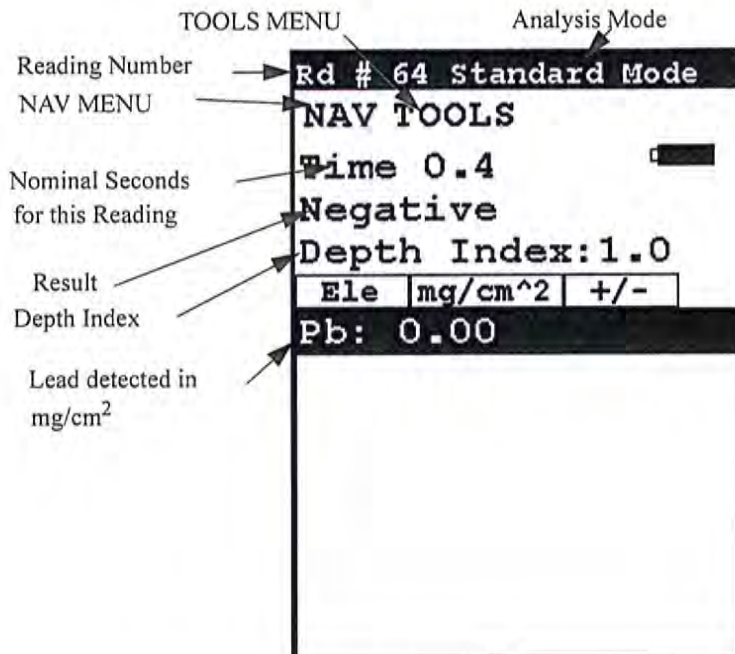 TOOLS MENU
Analysis Mode
Reading Number
Rd # 64 Standard Mode
NAV MENU
NAV TOOLS
Nominal Seconds
for this Reading
Time 0.4
Negative
Result
Depth Index:1.0
Depth Index
Ele mg/cm^2 +/-
Pb: 0.00
Lead detected in
mg/cm²